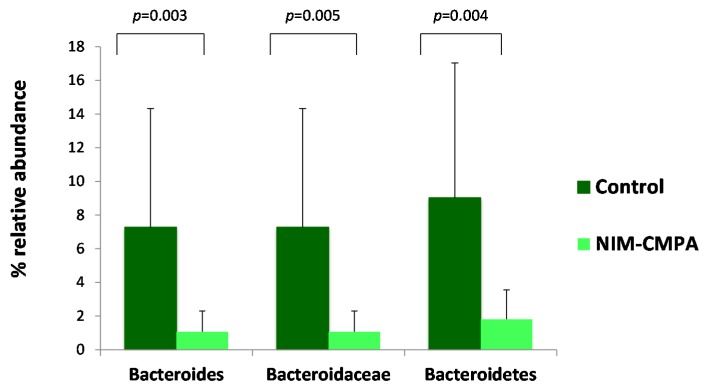 p=0.003 p=0.005 p=0.004
18
16
14
12
10
8
6
4
2
0
% relative abundance
Bacteroides Bacteroidaceae Bacteroidetes
Control
NIM-CMPA